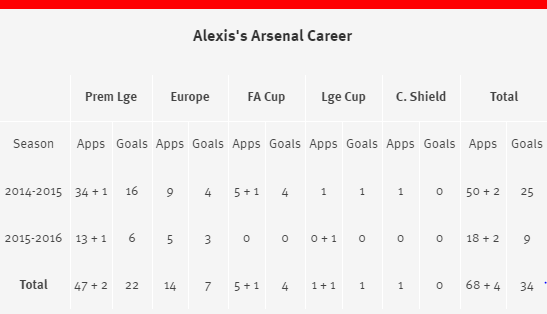 Alexis's Arsenal Career
Prem Lge Europe FA Cup Lge Cup C. Shield Total
Season Apps Goals Apps Goals Apps Goals Apps Goals Apps Goals Apps Goals
2014-2015 34 + 1 16 9 4 5 + 1 4 1 1 1 0 50 + 2 25
2015-2016 13 + 1 6 5 3 0 0 0 + 1 0 0 0 18 + 2 9
Total 47 + 2 22 14 7 5 + 1 4 1 + 1 1 1 0 68 + 4 34